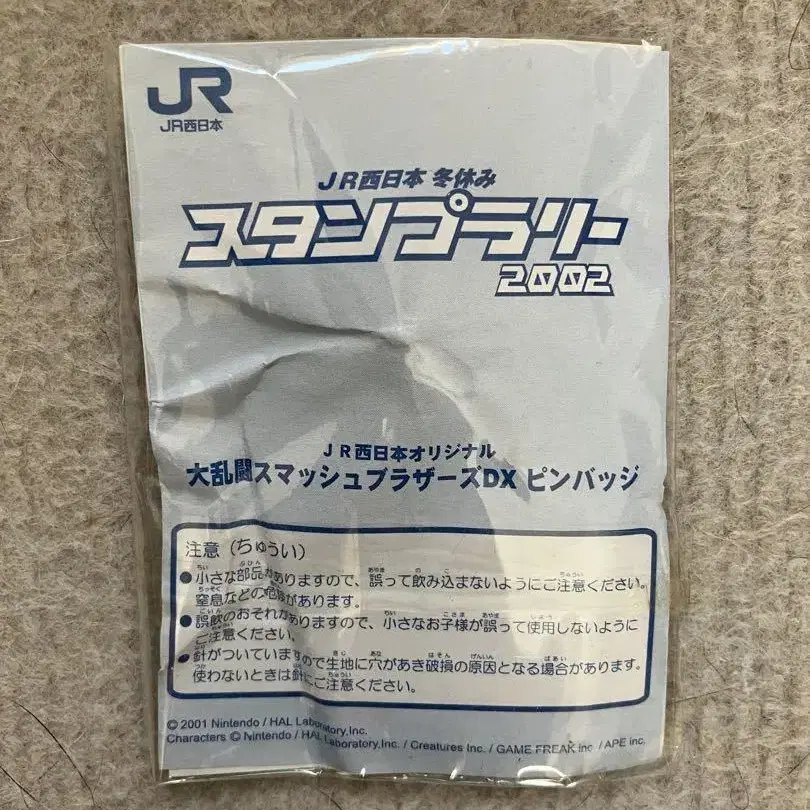 JR
JR西日本
JR西日本 冬休み
スタンプラリー
2002
JR西日本オリジナル
大乱闘スマッシュブラザーズDX ピンバッジ
注意(ちゅうい)
●小さな部品がありますので、誤って飲み込まないようにご注意ください。
窒息などの危険があります。
●誤飲のおそれがありますので、小さなお子様が誤って使用しないように
ご注意ください。
●針がついていますので生地に穴があき破損の原因となる場合があります。
使わないときは針にご注意ください。
© 2001 Nintendo / HAL Laboratory,Inc.
Characters © Nintendo / HAL Laboratory,Inc. / Creatures Inc. / GAME FREAK inc. / APE inc.